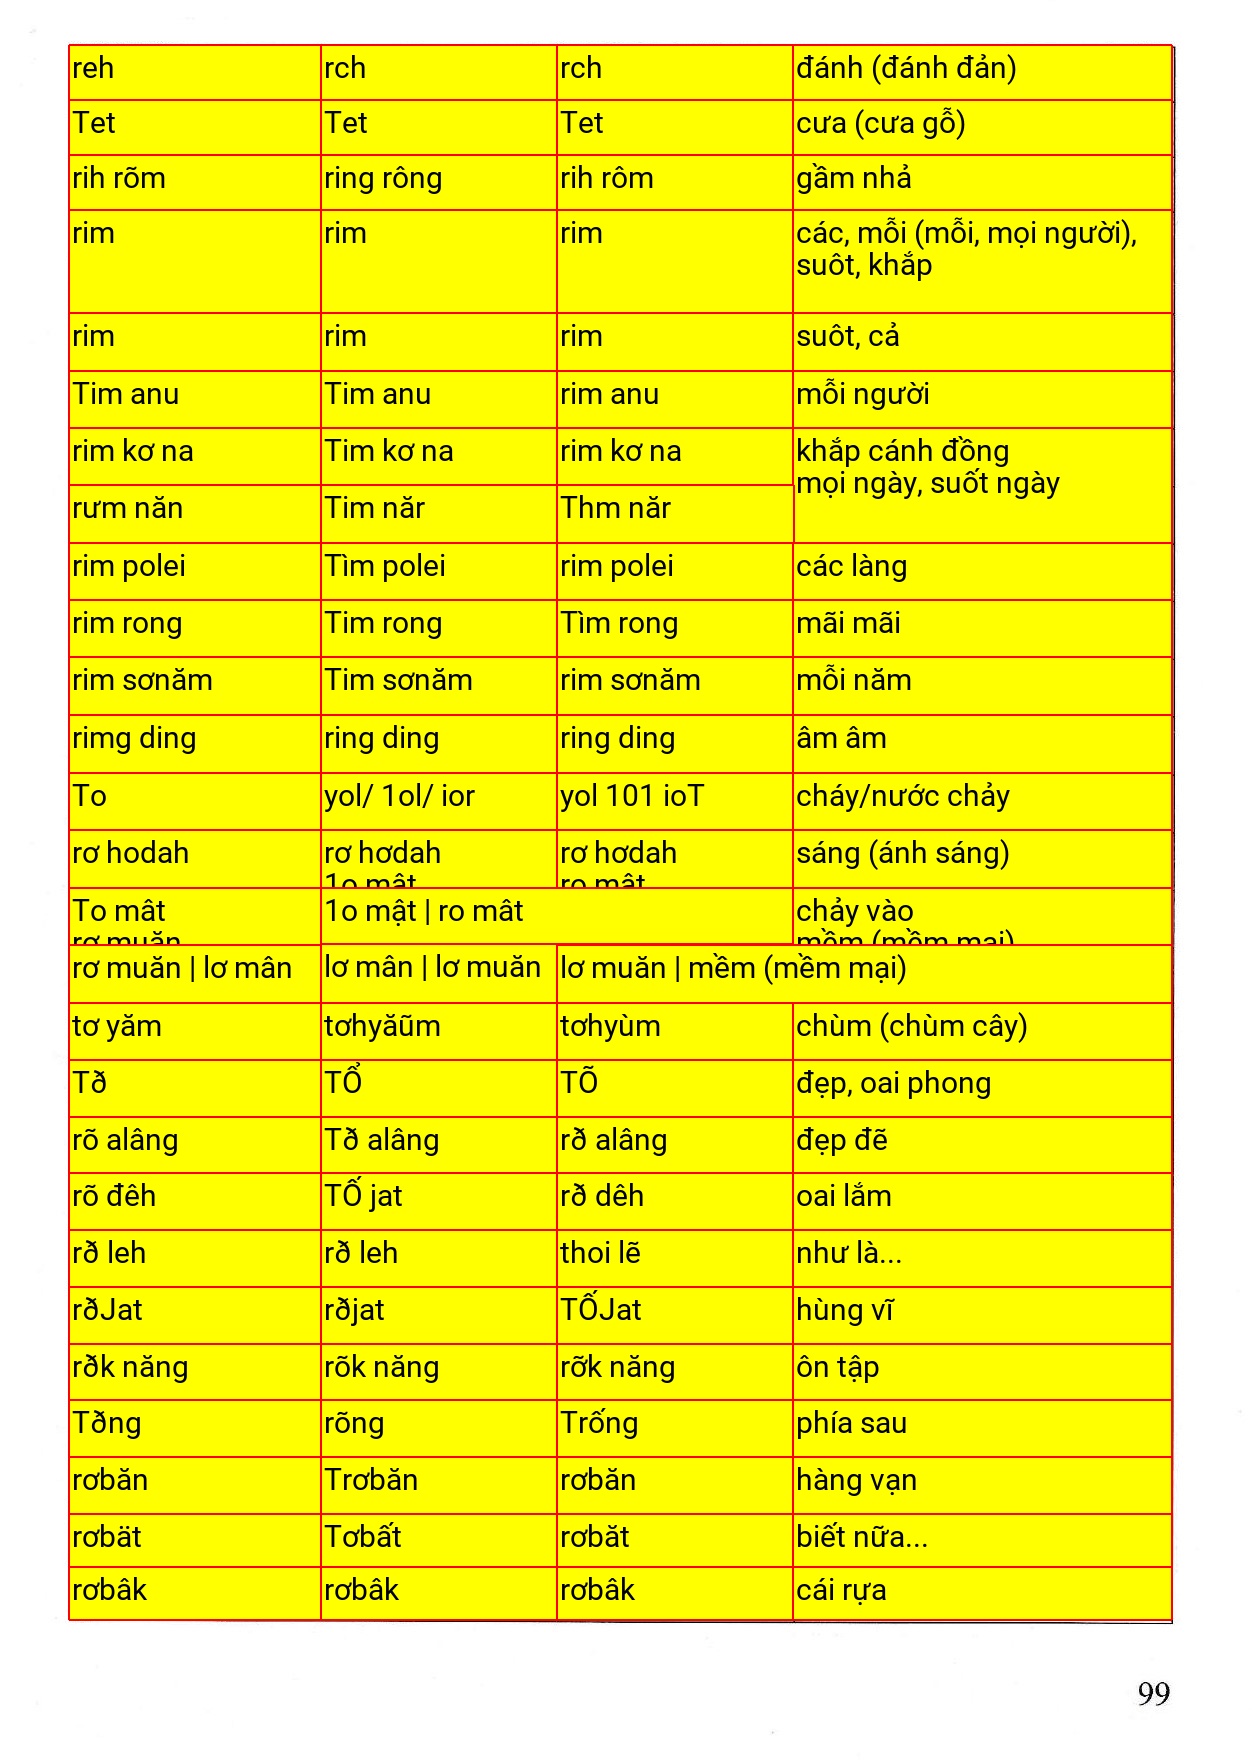 reh rch rch đánh (đánh đản)
Tet Tet Tet cưa (cưa gỗ)
rih rõm ring rông rih rôm gầm nhả
rim rim rim các, mỗi (mỗi, mọi người),
suôt, khắp
rim rim rim suôt, cả
Tim anu Tim anu rim anu mỗi người
rim kơ na Tim kơ na rim kơ na khắp cánh đồng
mọi ngày, suốt ngày
rưm năn Tim năr Thm năr
rim polei Tìm polei rim polei các làng
rim rong Tim rong Tìm rong mãi mãi
rim sơnăm Tim sơnăm rim sơnăm mỗi năm
rimg ding ring ding ring ding âm âm
To yol/ 1ol/ ior yol 101 ioT cháy/nước chảy
rơ hodah rơ hơdah rơ hơdah sáng (ánh sáng)
1o mât ro mât
To mât 1o mật | ro mât chảy vào
rơ muăn mềm (mềm mại)
rơ muăn | lơ mân lơ mân | lơ muăn lơ muăn | mềm (mềm mại)
tơ yăm tơhyăũm tơhyùm chùm (chùm cây)
Tð TỔ TÕ đẹp, oai phong
rõ alâng Tð alâng rð alâng đẹp đẽ
rõ đêh TỐ jat rð dêh oai lắm
rð leh rð leh thoi lẽ như là...
rðJat rðjat TỐJat hùng vĩ
rðk năng rõk năng rỡk năng ôn tập
Tðng rõng Trống phía sau
rơbăn Trơbăn rơbăn hàng vạn
rơbät Tơbất rơbăt biết nữa...
rơbâk rơbâk rơbâk cái rựa
99